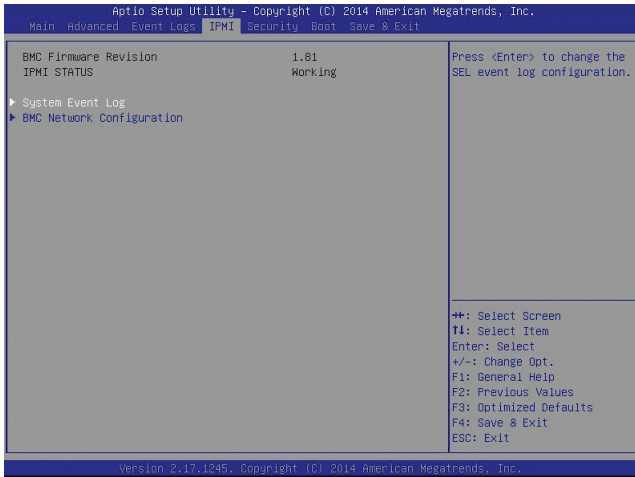 Aptio Setup Utility – Copyright (C) 2014 American Megatrends, Inc.
Main Advanced Event Logs IPMI Security Boot Save & Exit
BMC Firmware Revision 1.81
IPMI STATUS Working
▶ System Event Log
▶ BMC Network Configuration
Press <Enter> to change the
SEL event log configuration.
→←: Select Screen
↑↓: Select Item
Enter: Select
+/-: Change Opt.
F1: General Help
F2: Previous Values
F3: Optimized Defaults
F4: Save & Exit
ESC: Exit
Version 2.17.1245. Copyright (C) 2014 American Megatrends, Inc.